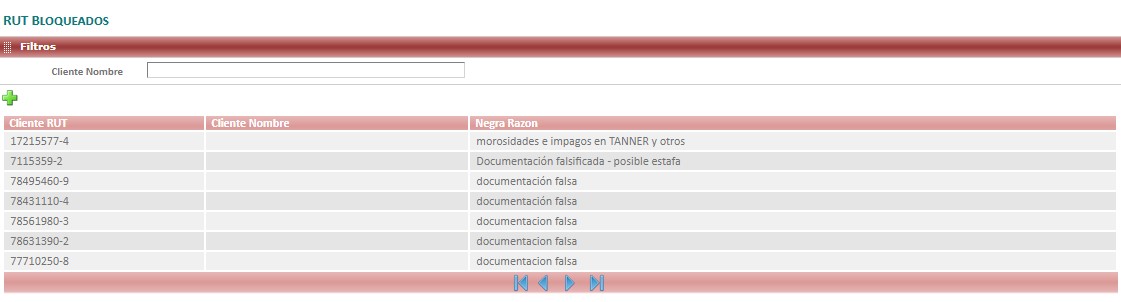 RUT BLOQUEADOS
Filtros
Cliente Nombre
Cliente RUT Cliente Nombre Negra Razon
17215577-4 morosidades e impagos en TANNER y otros
7115359-2 Documentación falsificada - posible estafa
78495460-9 documentación falsa
78431110-4 documentación falsa
78561980-3 documentacion falsa
78631390-2 documentacion falsa
77710250-8 documentacion falsa